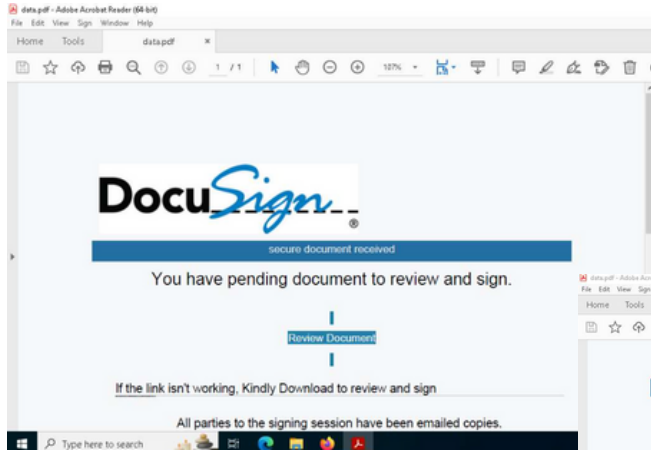 data.pdf - Adobe Acrobat Reader (64-bit)
File Edit View Sign Window Help
Home Tools data.pdf ×
1 / 1 107%
DocuSign®
secure document received
You have pending document to review and sign.
Review Document
If the link isn't working, Kindly Download to review and sign
All parties to the signing session have been emailed copies.
Type here to search
data.pdf - Adobe Acr
File Edit View Sign
Home Tools